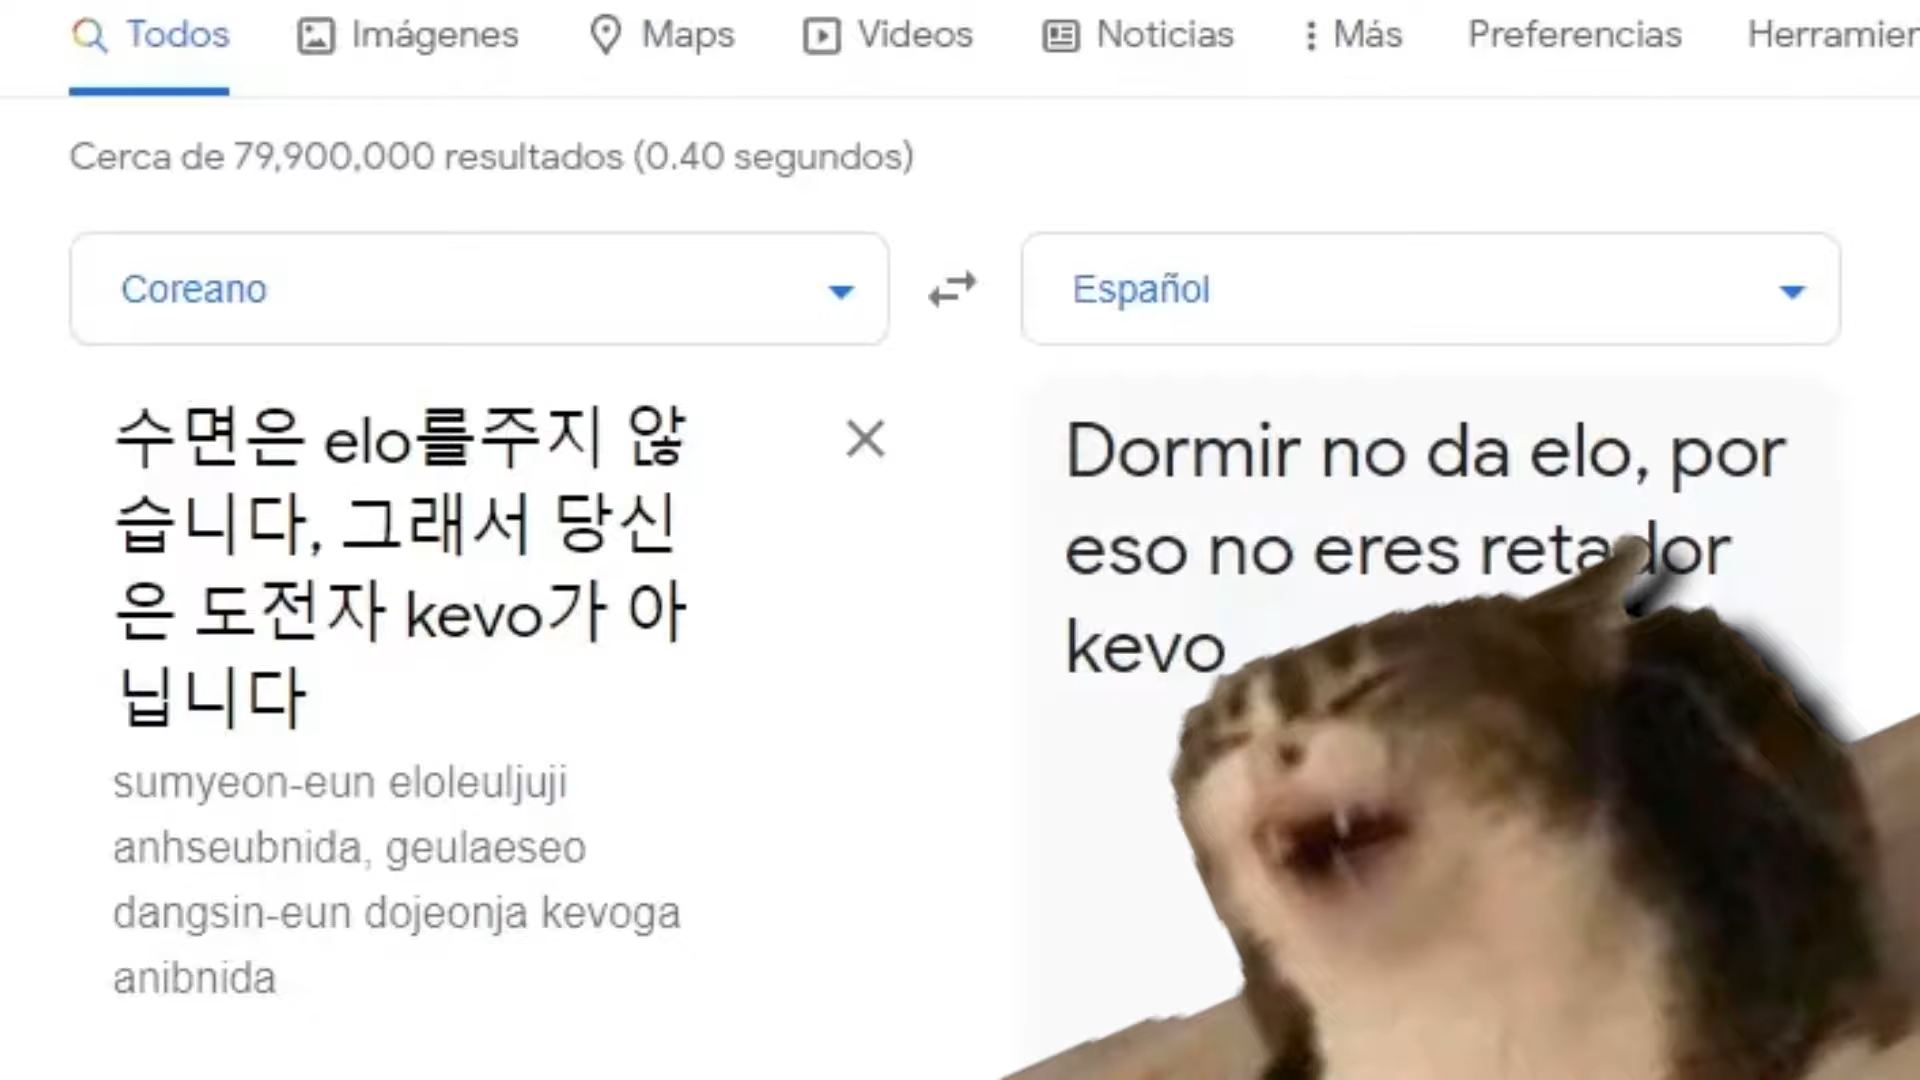 Todos Imágenes Maps Videos Noticias Más Preferencias
Cerca de 79,900,000 resultados (0.40 segundos)
Coreano
Español
수면은 elo를주지 않
습니다, 그래서 당신
은 도전자 kevo가 아
닙니다
sumyeon-eun eloleuljuji
anhseubnida, geulaeseo
dangsin-eun dojeonja kevoga
anibnida
Dormir no da elo, por
eso no eres retador
kevo